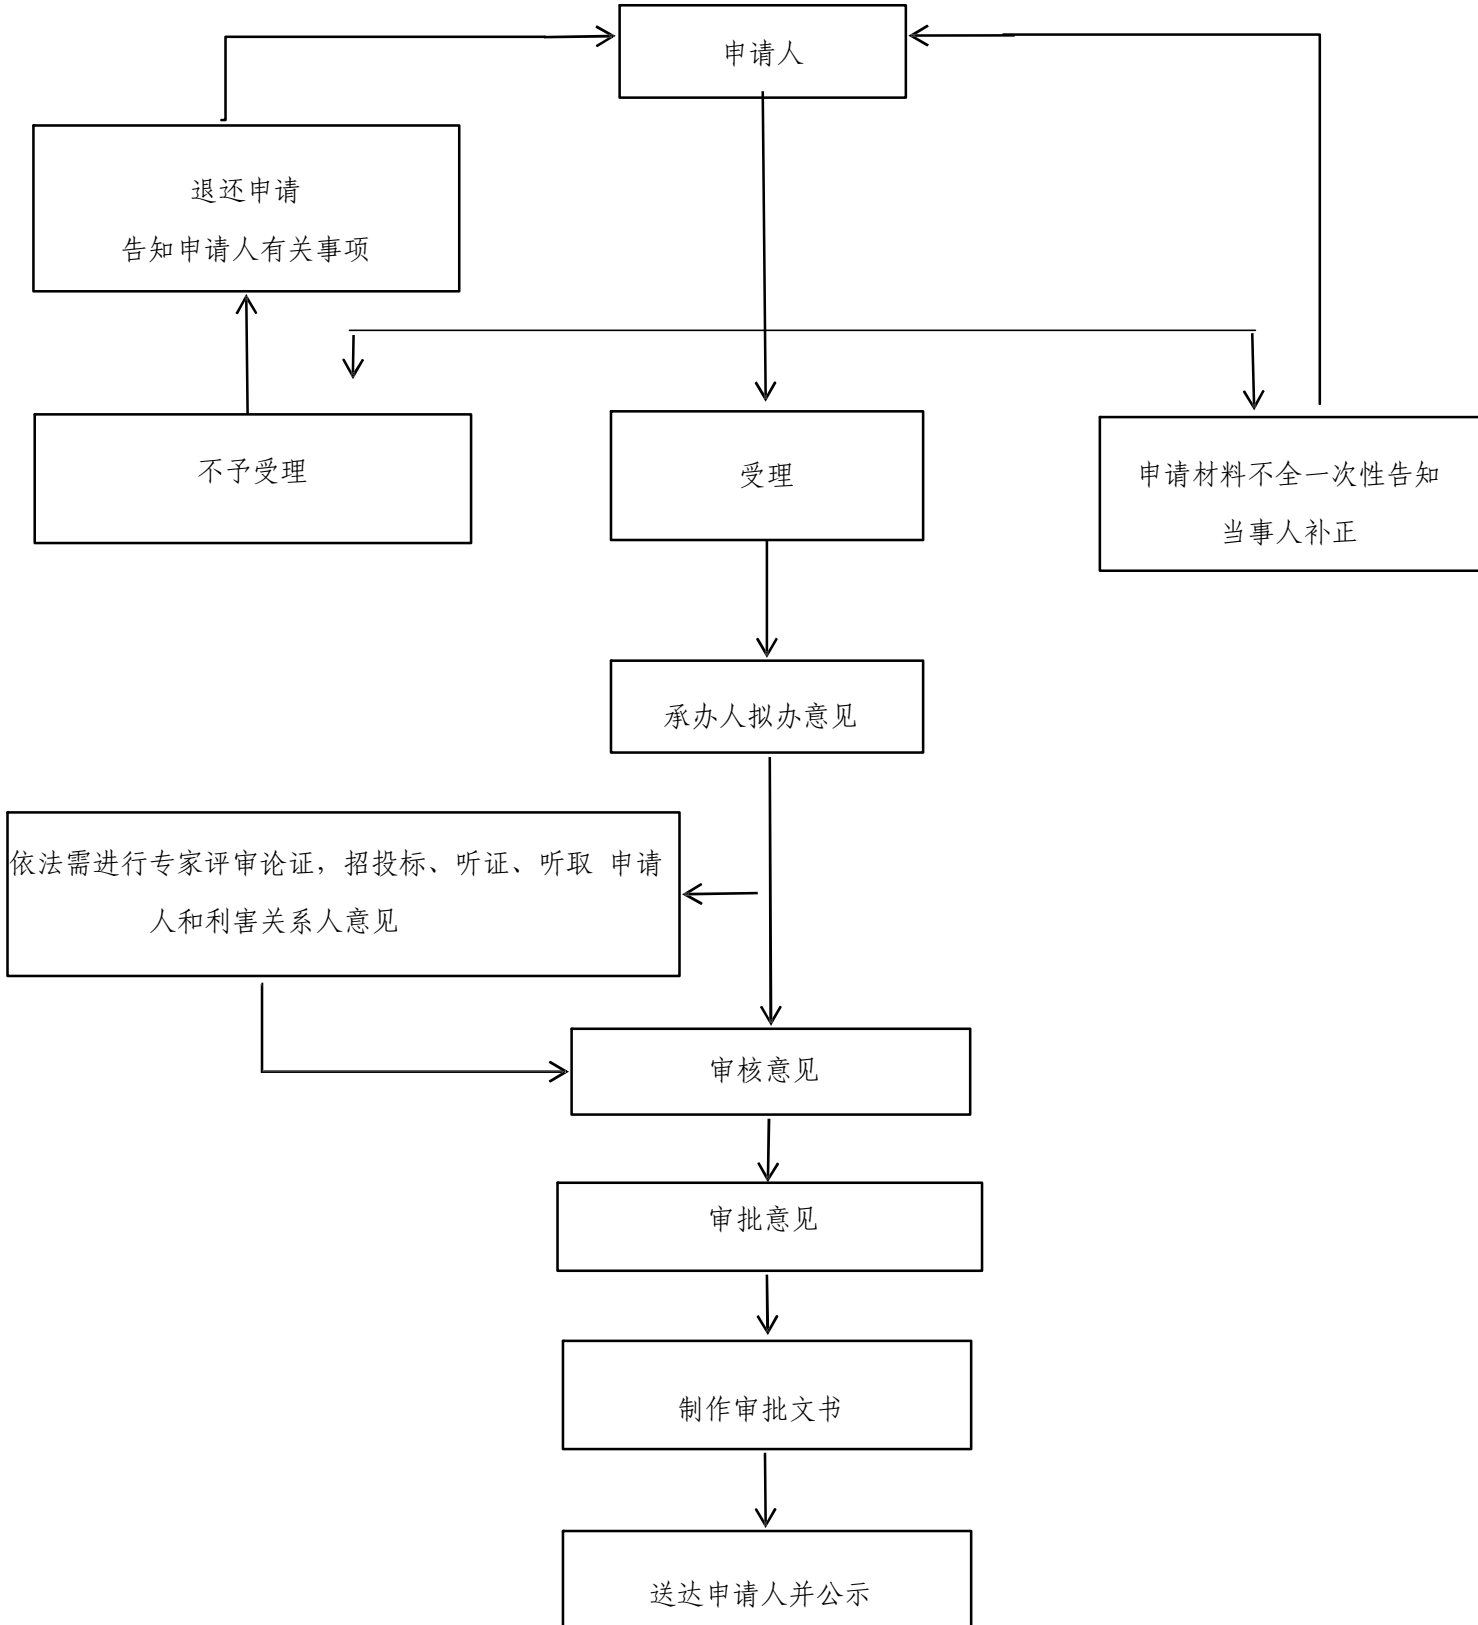 申请人
退还申请
告知申请人有关事项
不予受理
受理
申请材料不全一次性告知
当事人补正
承办人拟办意见
依法需进行专家评审论证，招投标、听证、听取 申请
人和利害关系人意见
审核意见
审批意见
制作审批文书
送达申请人并公示